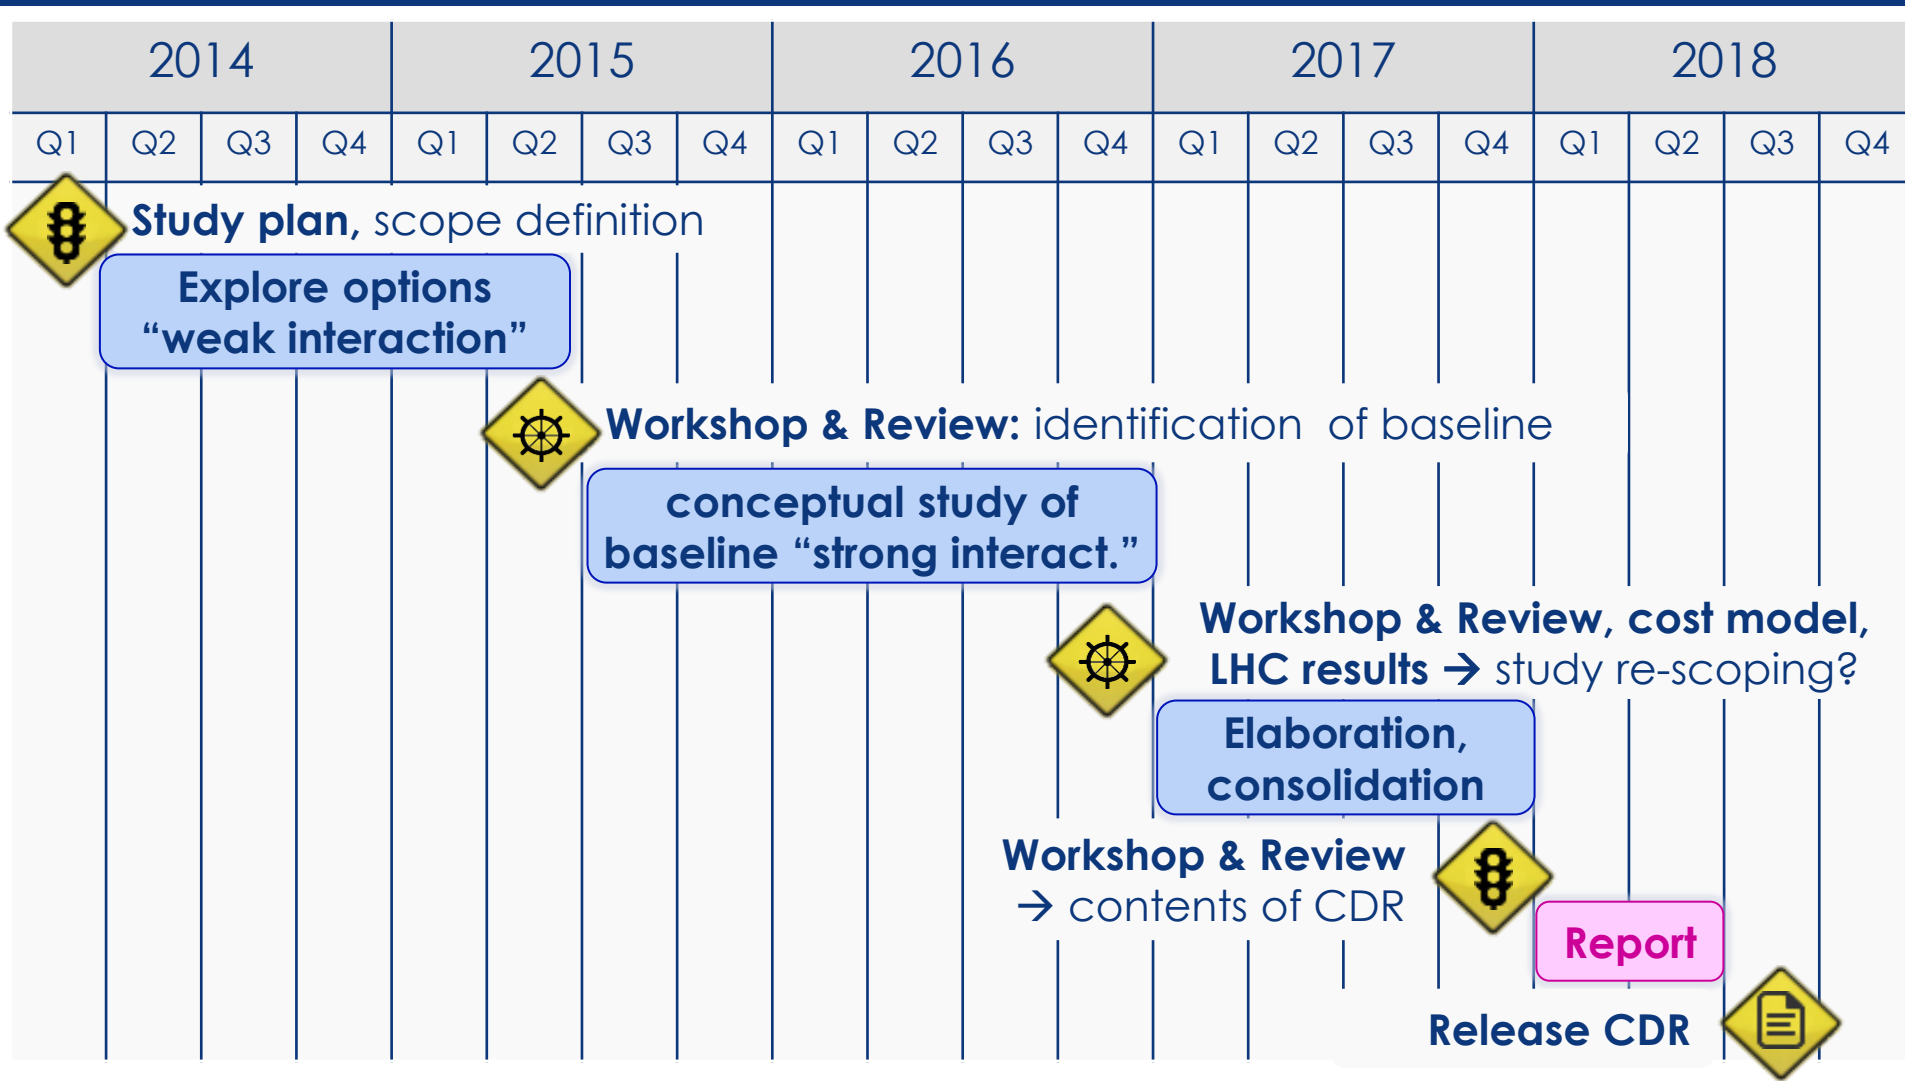 2014 2015 2016 2017 2018
Q1 Q2 Q3 Q4 Q1 Q2 Q3 Q4 Q1 Q2 Q3 Q4 Q1 Q2 Q3 Q4 Q1 Q2 Q3 Q4
Study plan, scope definition
Explore options
“weak interaction”
Workshop & Review: identification of baseline
conceptual study of
baseline “strong interact.”
Workshop & Review, cost model,
LHC results → study re-scoping?
Elaboration,
consolidation
Workshop & Review
→ contents of CDR
Report
Release CDR